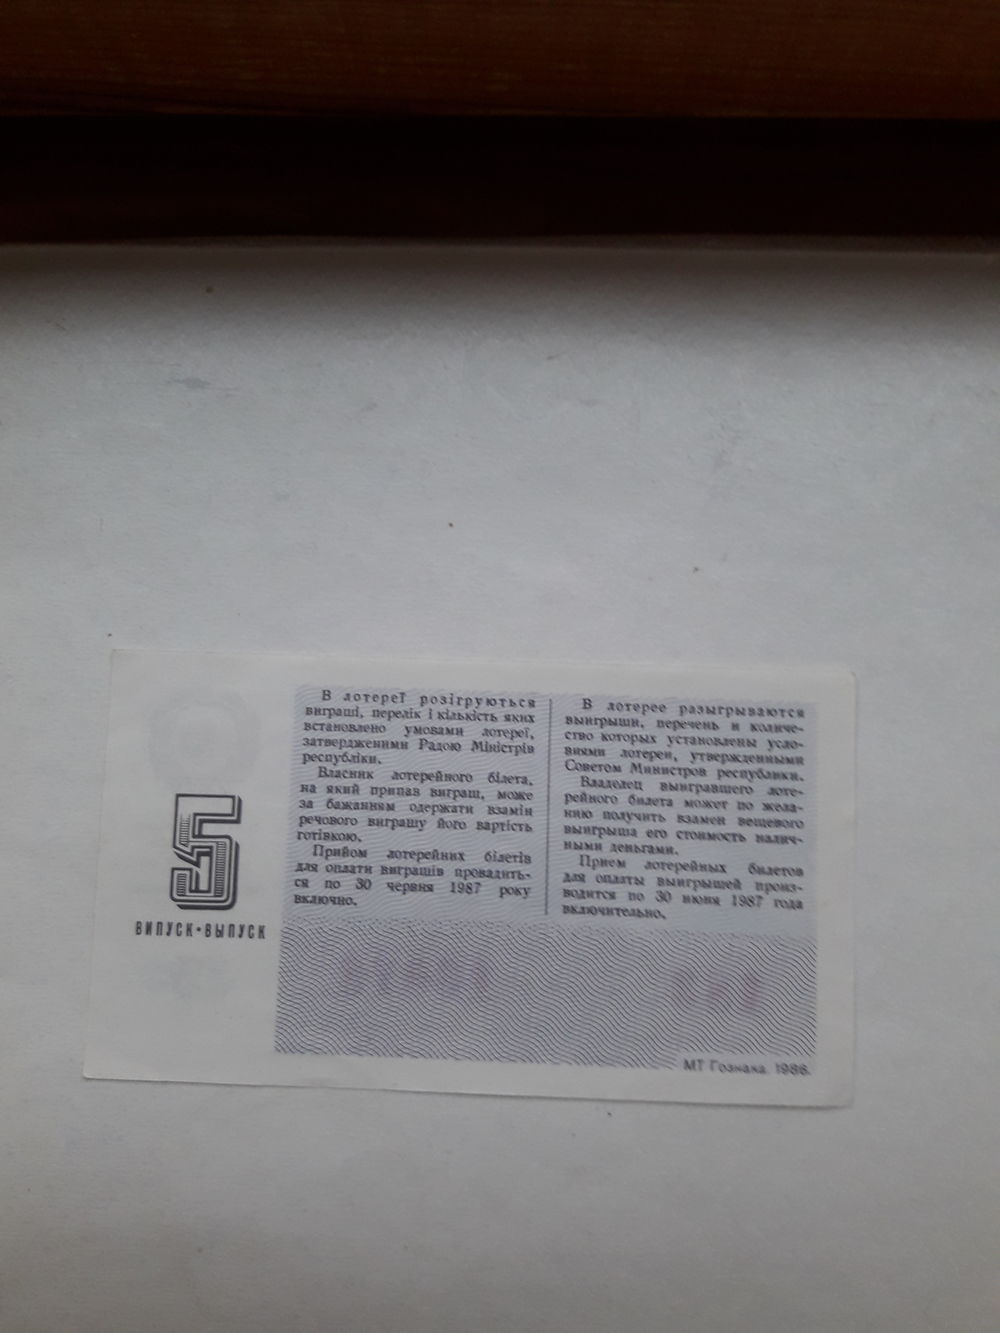 5
ВИПУСК•ВЫПУСК
В лотереї розігруються
виграші, перелік і кількість яких
встановлено умовами лотереї,
затвердженими Радою Міністрів
республіки.
Власник лотерейного білета,
на який припав виграш, може
за бажанням одержати взамін
речового виграшу його вартість
готівкою.
Прийом лотерейних білетів
для оплати виграшів провадить-
ся по 30 червня 1987 року
включно.
В лотерее разыгрываются
выигрыши, перечень и количе-
ство которых установлены усло-
виями лотереи, утвержденными
Советом Министров республики.
Владелец выигравшего лоте-
рейного билета может по жела-
нию получить взамен вещевого
выигрыша его стоимость налич-
ными деньгами.
Прием лотерейных билетов
для оплаты выигрышей произ-
водится по 30 июня 1987 года
включительно.
МТ Гознака. 1986.